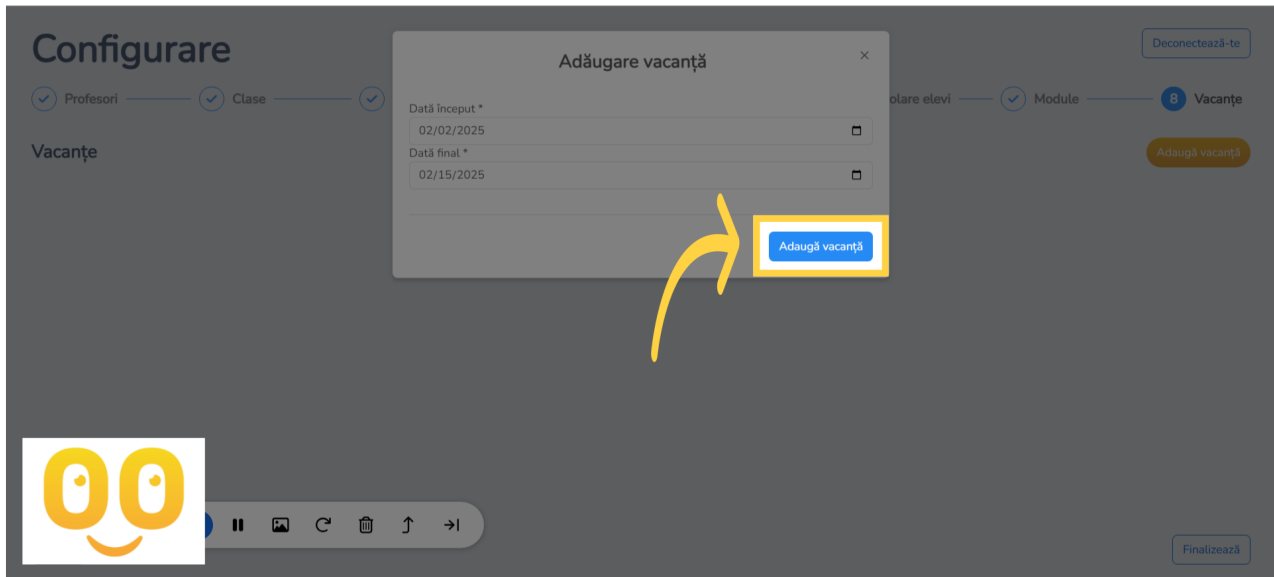 Configurare
Deconectează-te
Adăugare vacanță
Profesori
Clase
olare elevi
Module
8
Vacanțe
Vacanțe
Adaugă vacanță
Dată început *
02/02/2025
Dată final *
02/15/2025
Adaugă vacanță
Finalizează